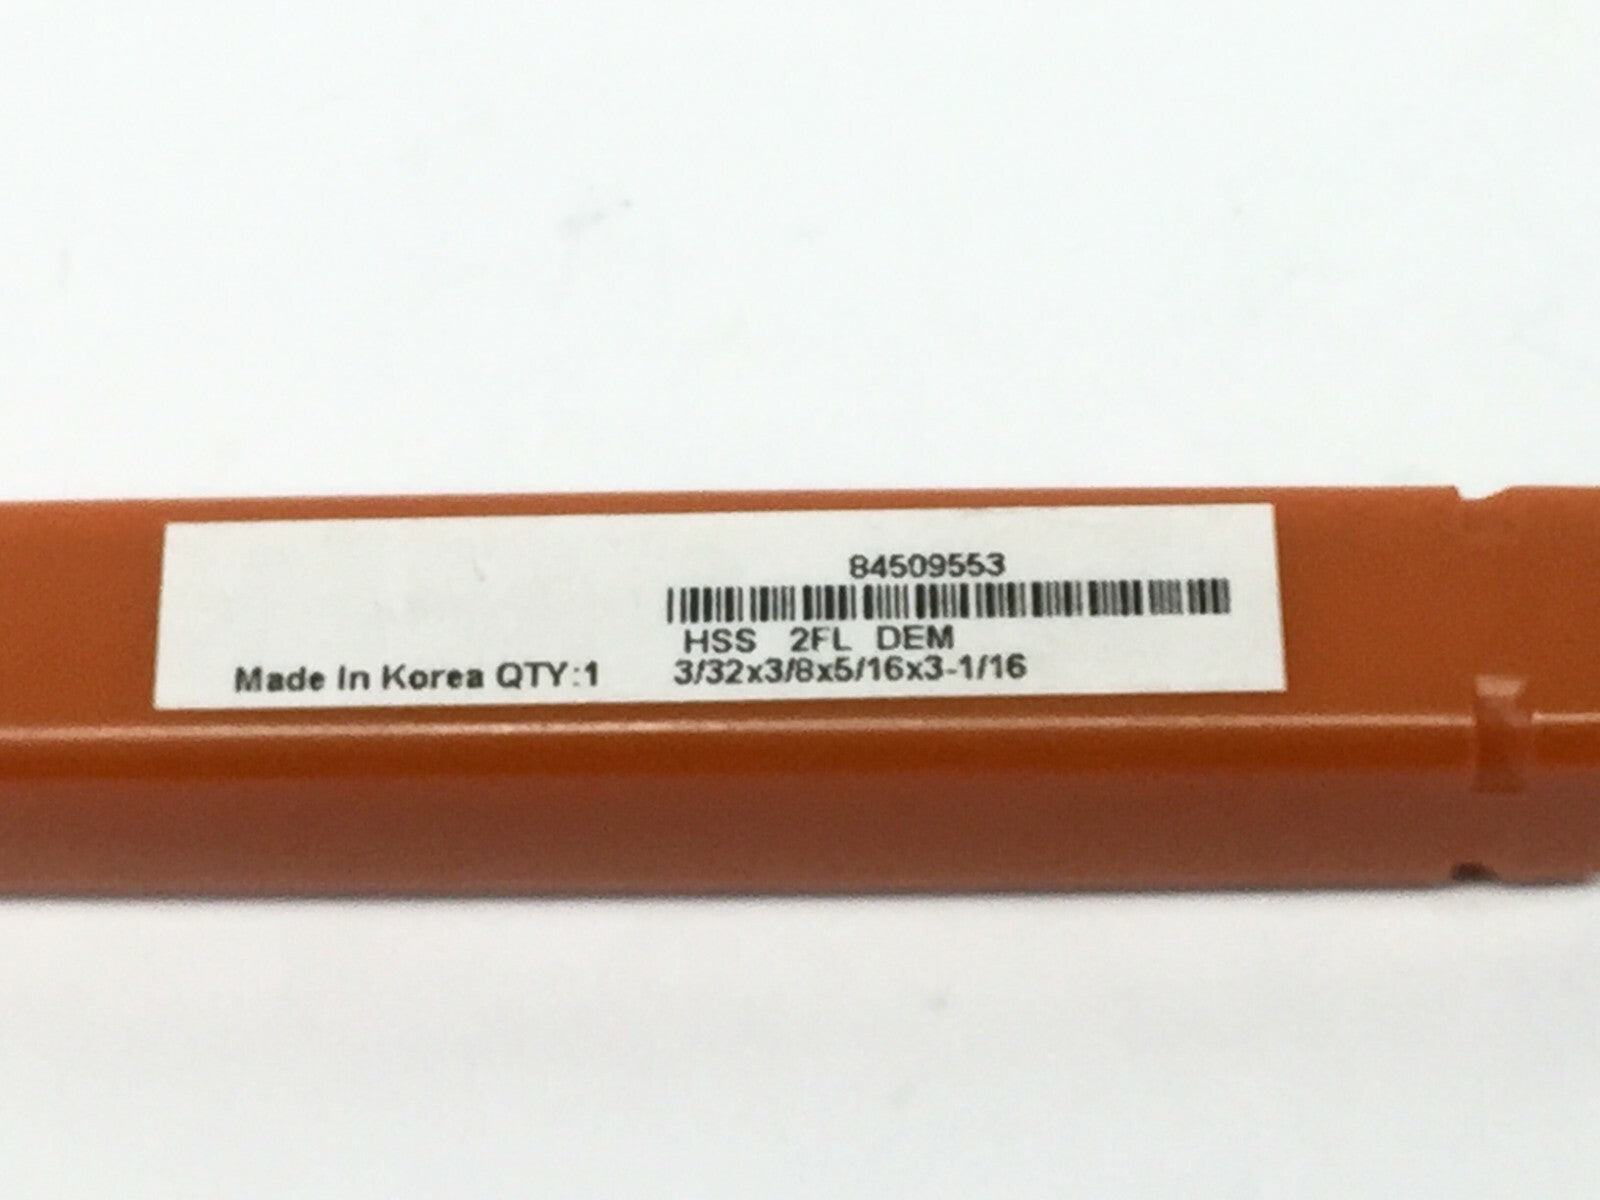 84509553
HSS 2FL DEM
Made In Korea QTY:1 3/32x3/8x5/16x3-1/16